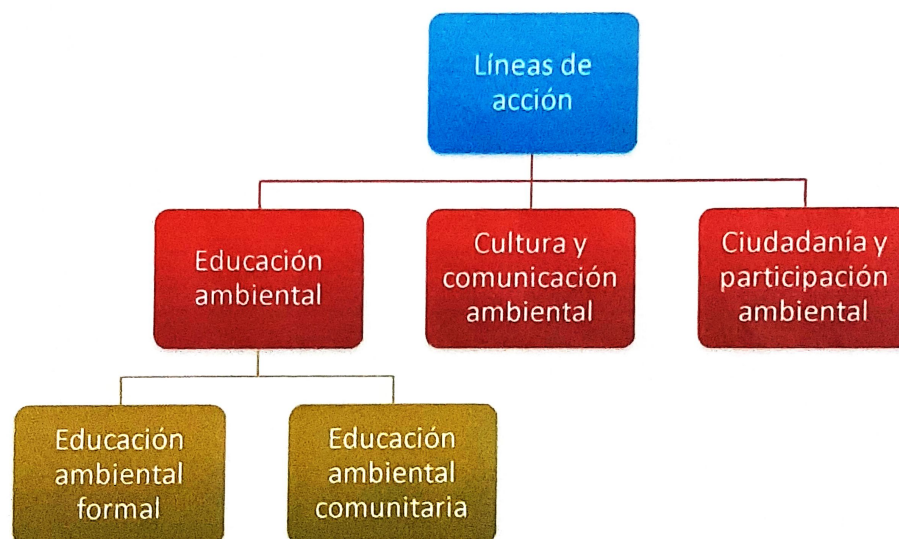 Líneas de
acción
Educación
ambiental
Cultura y
comunicación
ambiental
Ciudadanía y
participación
ambiental
Educación
ambiental
formal
Educación
ambiental
comunitaria